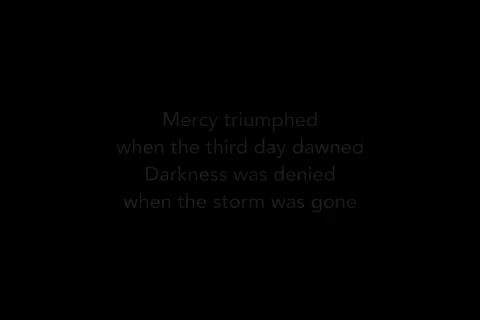 Mercy triumphed
when the third day dawned
Darkness was denied
when the storm was gone